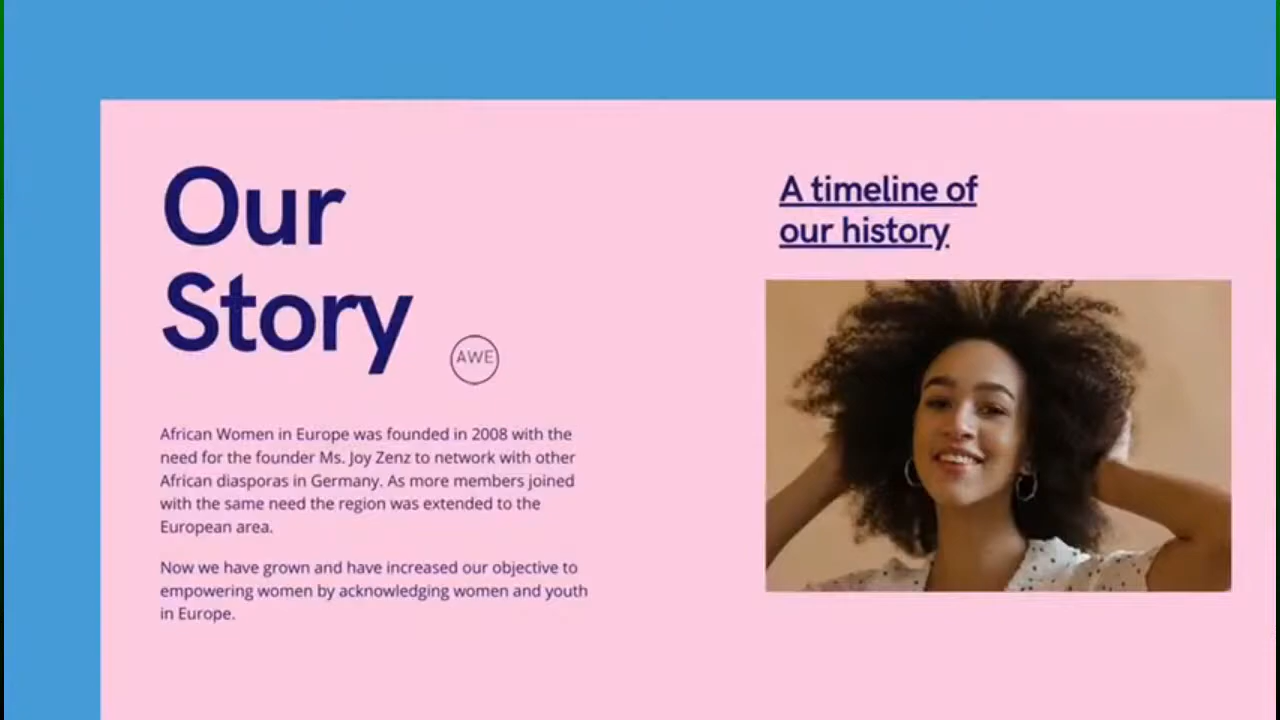 Our
Story
AWE
African Women in Europe was founded in 2008 with the
need for the founder Ms. Joy Zenz to network with other
African diasporas in Germany. As more members joined
with the same need the region was extended to the
European area.
Now we have grown and have increased our objective to
empowering women by acknowledging women and youth
in Europe.
A timeline of
our history